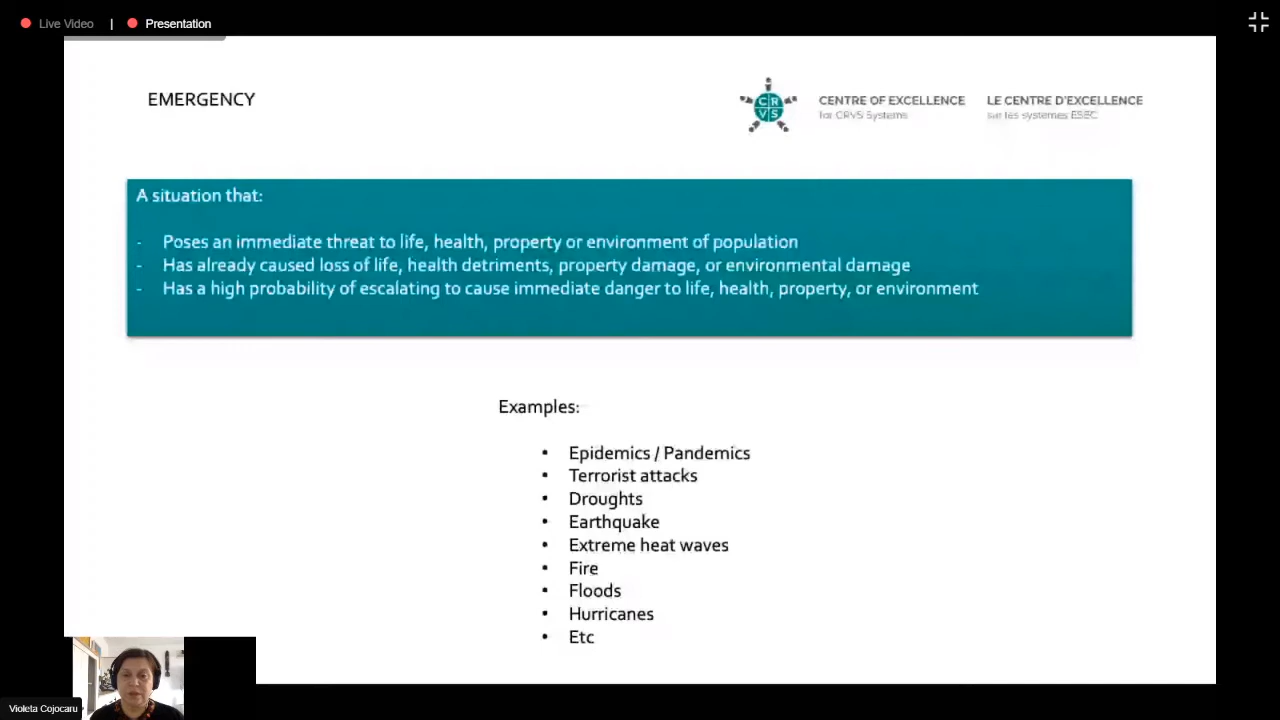 Live Video | Presentation
EMERGENCY
CRVS
CENTRE OF EXCELLENCE
for CRVS Systems
LE CENTRE D'EXCELLENCE
sur les systèmes ESEC
A situation that:
- Poses an immediate threat to life, health, property or environment of population
- Has already caused loss of life, health detriments, property damage, or environmental damage
- Has a high probability of escalating to cause immediate danger to life, health, property, or environment
Examples:
• Epidemics / Pandemics
• Terrorist attacks
• Droughts
• Earthquake
• Extreme heat waves
• Fire
• Floods
• Hurricanes
• Etc
Violeta Cojocaru